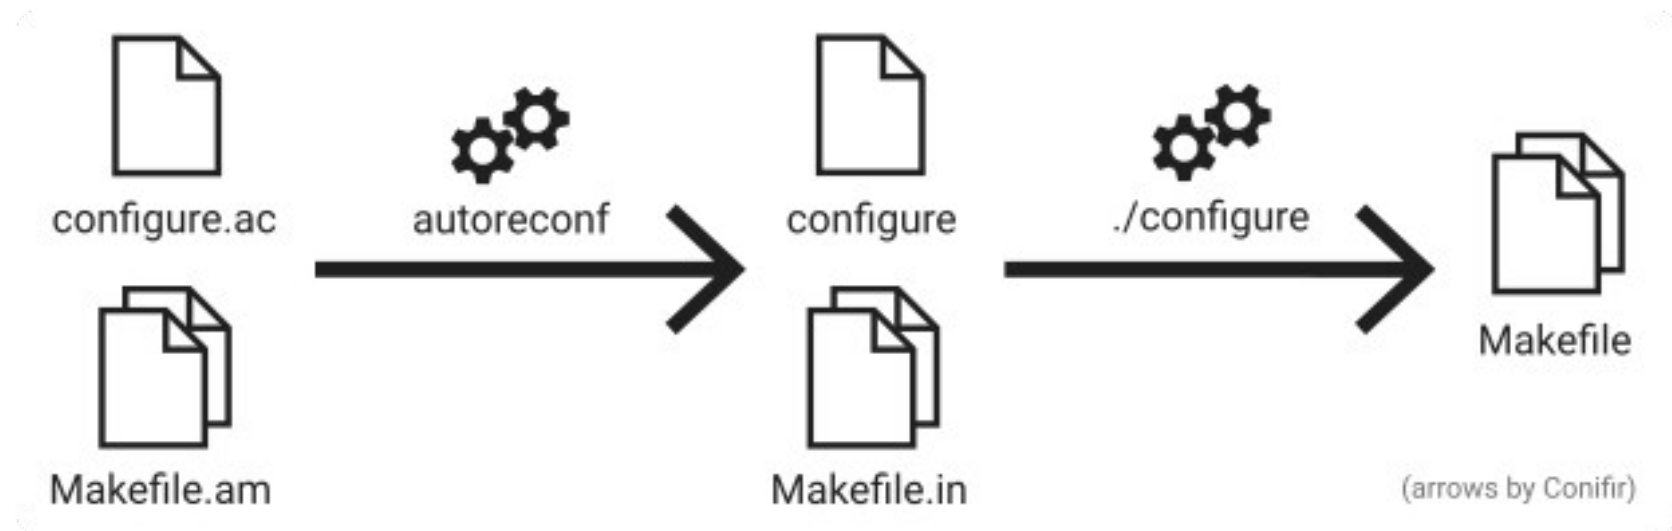 configure.ac
autoreconf
configure
./configure
Makefile
Makefile.am
Makefile.in
(arrows by Conifir)